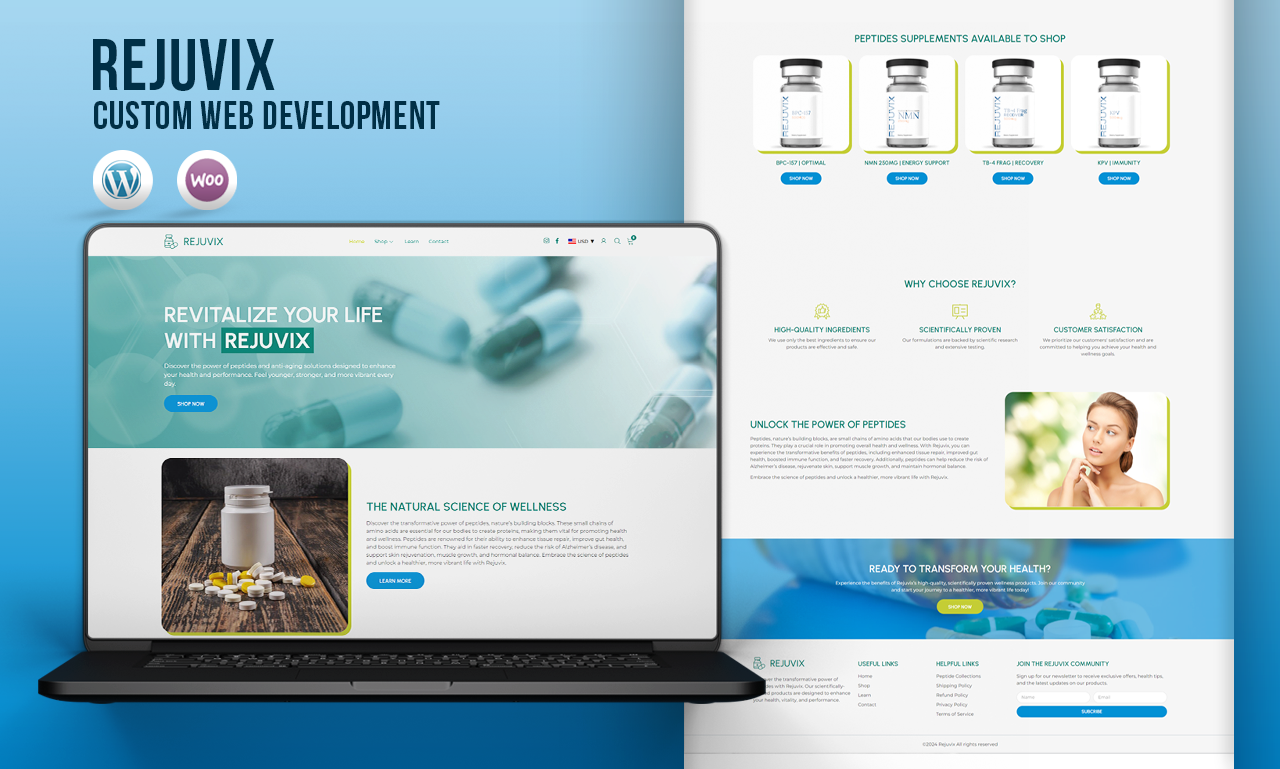 REJUVIX
CUSTOM WEB DEVELOPMENT
W
WOO
REJUVIX
Home
Shop
Learn
Contact
USD
0
REVITALIZE YOUR LIFE
WITH REJUVIX
Discover the power of peptides and anti-aging solutions designed to enhance
your health and performance. Feel younger, stronger, and more vibrant every
day.
SHOP NOW
THE NATURAL SCIENCE OF WELLNESS
Discover the transformative power of peptides, nature's building blocks. These small chains of
amino acids are essential for our bodies to create proteins, making them vital for promoting health
and wellness. Peptides are renowned for their ability to enhance tissue repair, improve gut health,
and boost immune function. They aid in faster recovery, reduce the risk of Alzheimer's disease, and
support skin rejuvenation, muscle growth, and hormonal balance. Embrace the science of peptides
and unlock a healthier, more vibrant life with Rejuvix.
LEARN MORE
PEPTIDES SUPPLEMENTS AVAILABLE TO SHOP
REJUVIX
BPC-157
REJUVIX
NMN
REJUVIX
REJUVIX
KPV
BPC-157 | OPTIMAL
NMN 250MG | ENERGY SUPPORT
TB-4 FRAG | RECOVERY
KPV | IMMUNITY
SHOP NOW
SHOP NOW
SHOP NOW
SHOP NOW
WHY CHOOSE REJUVIX?
HIGH-QUALITY INGREDIENTS
We use only the best ingredients to ensure our
products are effective and safe.
SCIENTIFICALLY PROVEN
Our formulations are backed by scientific research
and extensive testing.
CUSTOMER SATISFACTION
We prioritize our customers' satisfaction and are
committed to helping you achieve your health and
wellness goals.
UNLOCK THE POWER OF PEPTIDES
Peptides, nature's building blocks, are small chains of amino acids that our bodies use to create
proteins. They play a crucial role in promoting overall health and wellness. With Rejuvix, you can
experience the transformative benefits of peptides, including enhanced tissue repair, improved gut
health, boosted immune function, and faster recovery. Additionally, peptides can help reduce the risk of
Alzheimer's disease, rejuvenate skin, support muscle growth, and maintain hormonal balance.
Embrace the science of peptides and unlock a healthier, more vibrant life with Rejuvix.
READY TO TRANSFORM YOUR HEALTH?
Experience the benefits of Rejuvix's high-quality, scientifically proven wellness products. Join our community
and start your journey to a healthier, more vibrant life today!
SHOP NOW
REJUVIX
over the transformative power of
es with Rejuvix. Our scientifically
d products are designed to enhance
your health, vitality, and performance.
USEFUL LINKS
Home
Shop
Learn
Contact
HELPFUL LINKS
Peptide Collections
Shipping Policy
Refund Policy
Privacy Policy
Terms of Service
JOIN THE REJUVIX COMMUNITY
Sign up for our newsletter to receive exclusive offers, health tips,
and the latest updates on our products.
Name
Email
SUBCRIBE
©2024 Rejuvix All rights reserved.